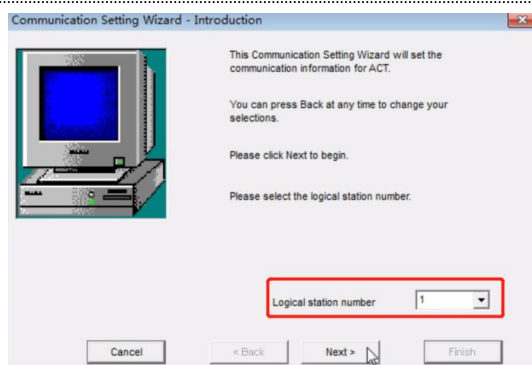 Communication Setting Wizard - Introduction
This Communication Setting Wizard will set the
communication information for ACT.
You can press Back at any time to change your
selections.
Please click Next to begin.
Please select the logical station number.
Logical station number 1
Cancel < Back Next > Finish